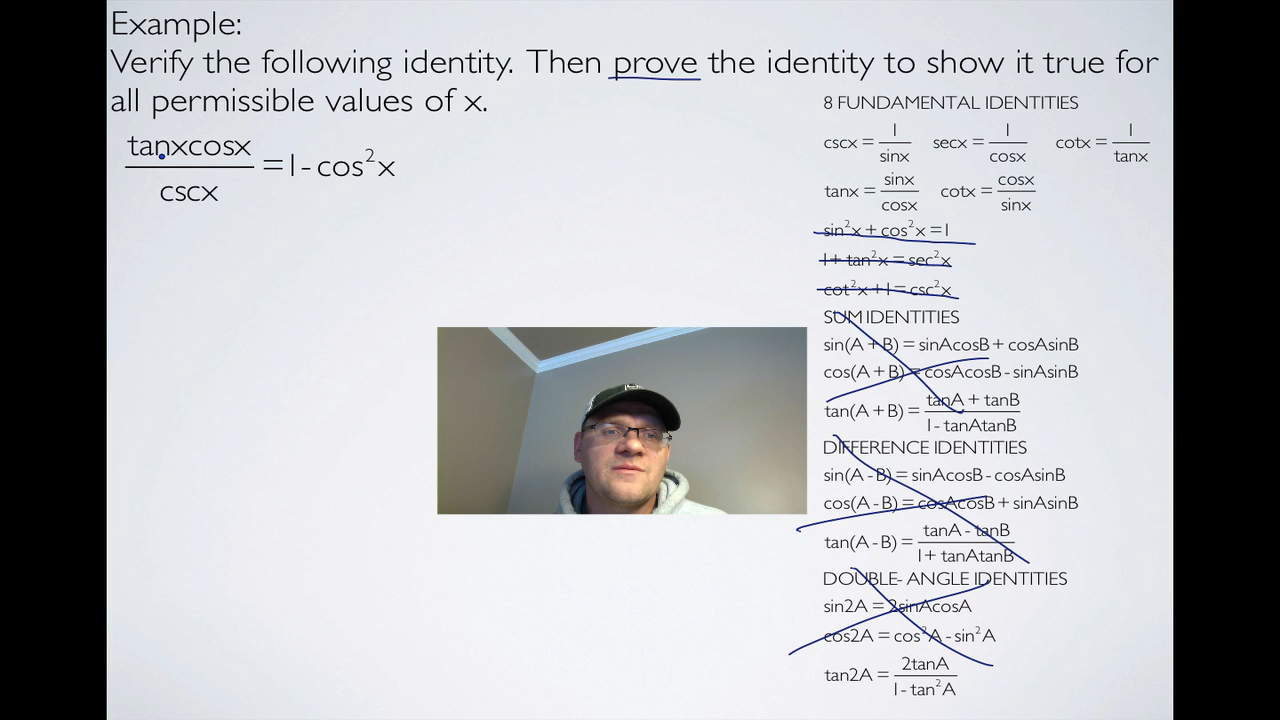 Example:
Verify the following identity. Then prove the identity to show it true for
all permissible values of x.
tanxcosx / cscx = 1 - cos²x
8 FUNDAMENTAL IDENTITIES
cscx = 1/sinx secx = 1/cosx cotx = 1/tanx
tanx = sinx/cosx cotx = cosx/sinx
sin²x + cos²x = 1
1 + tan²x = sec²x
cot²x + 1 = csc²x
SUM IDENTITIES
sin(A + B) = sinAcosB + cosAsinB
cos(A + B) = cosAcosB - sinAsinB
tan(A + B) = tanA + tanB / 1 - tanAtanB
DIFFERENCE IDENTITIES
sin(A - B) = sinAcosB - cosAsinB
cos(A - B) = cosAcosB + sinAsinB
tan(A - B) = tanA - tanB / 1 + tanAtanB
DOUBLE- ANGLE IDENTITIES
sin2A = 2sinAcosA
cos2A = cos²A - sin²A
tan2A = 2tanA / 1 - tan²A